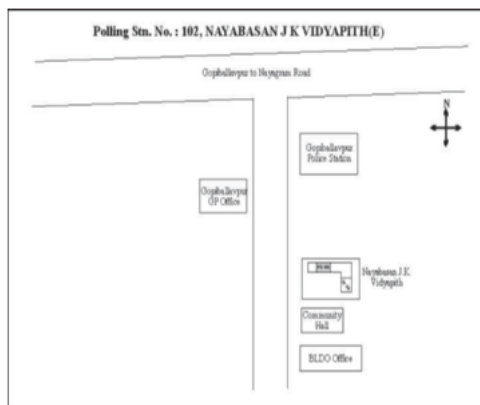 Polling Stn. No. : 102, NAYABASAN J K VIDYAPITH(E)
Gopiballavpur to Nayagram Road
N
Gopiballavpur
Police Station
Gopiballavpur
GP Office
Nayabasan J.K.
Vidyapith
Community
Hall
BLDO Office